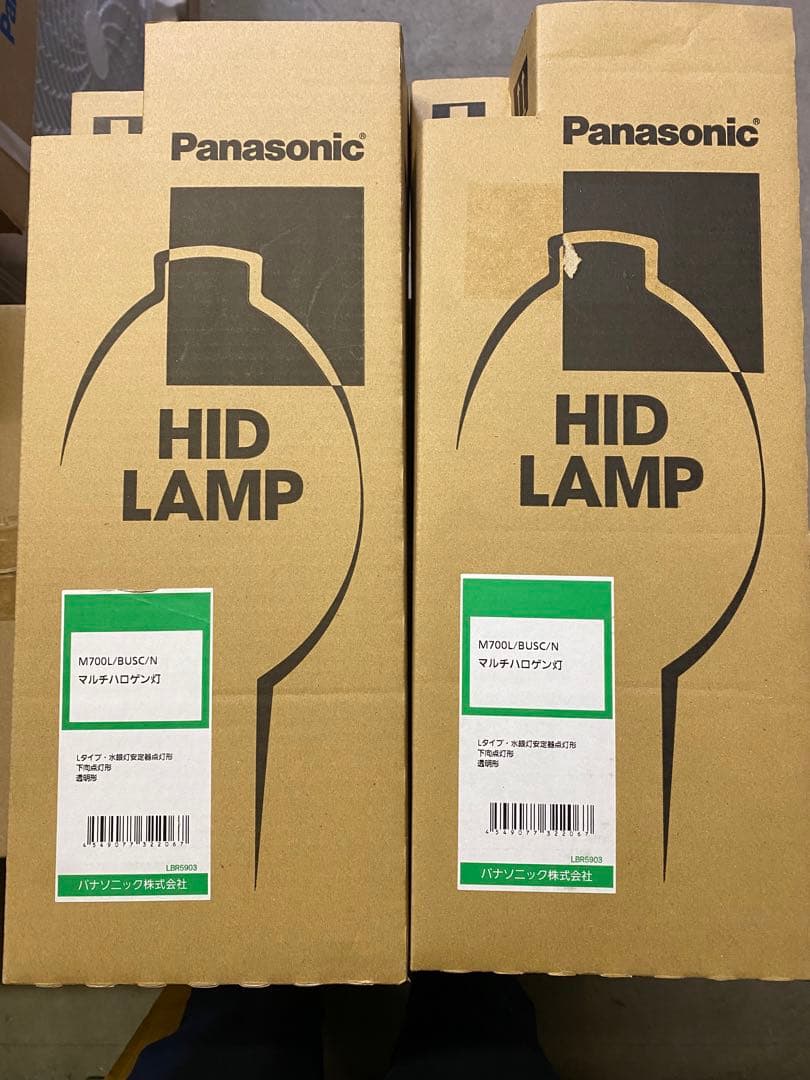 Panasonic®
HID
LAMP
M700L/BUSC/N
マルチハロゲン灯
Lタイプ・水銀灯安定器点灯形
下向点灯形
透明形
4549077322067
LBR5903
パナソニック株式会社
Panasonic®
HID
LAMP
M700L/BUSC/N
マルチハロゲン灯
Lタイプ・水銀灯安定器点灯形
下向点灯形
透明形
4549077322067
LBR5903
パナソニック株式会社